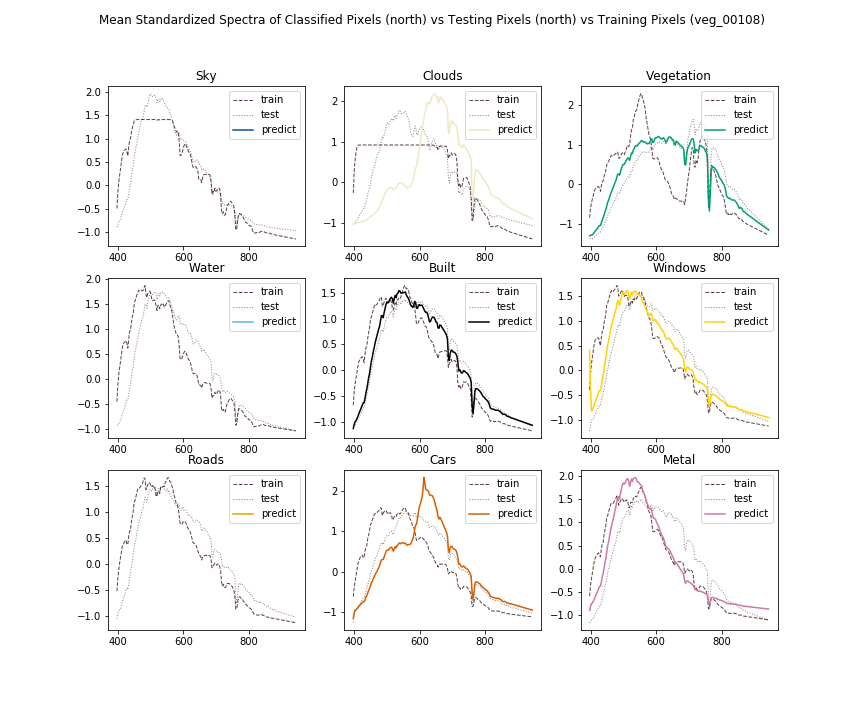 Mean Standardized Spectra of Classified Pixels (north) vs Testing Pixels (north) vs Training Pixels (veg_00108)
Sky
Clouds
Vegetation
2.0
1.5
1.0
0.5
0.0
−0.5
−1.0
400
600
800
train
test
predict
2
1
0
−1
400
600
800
train
test
predict
2
1
0
−1
400
600
800
train
test
predict
Water
Built
Windows
2.0
1.5
1.0
0.5
0.0
−0.5
−1.0
400
600
800
train
test
predict
1.5
1.0
0.5
0.0
−0.5
−1.0
400
600
800
train
test
predict
1.5
1.0
0.5
0.0
−0.5
−1.0
400
600
800
train
test
predict
Roads
Cars
Metal
1.5
1.0
0.5
0.0
−0.5
−1.0
400
600
800
train
test
predict
2
1
0
−1
400
600
800
train
test
predict
2.0
1.5
1.0
0.5
0.0
−0.5
−1.0
400
600
800
train
test
predict